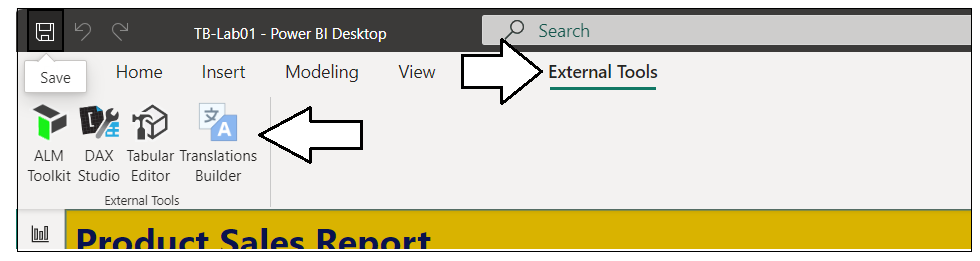 TB-Lab01 - Power BI Desktop
Search
Save
Home
Insert
Modeling
View
External Tools
文
A
ALM
Toolkit
DAX
Studio
Tabular
Editor
Translations
Builder
External Tools
Product Sales Report